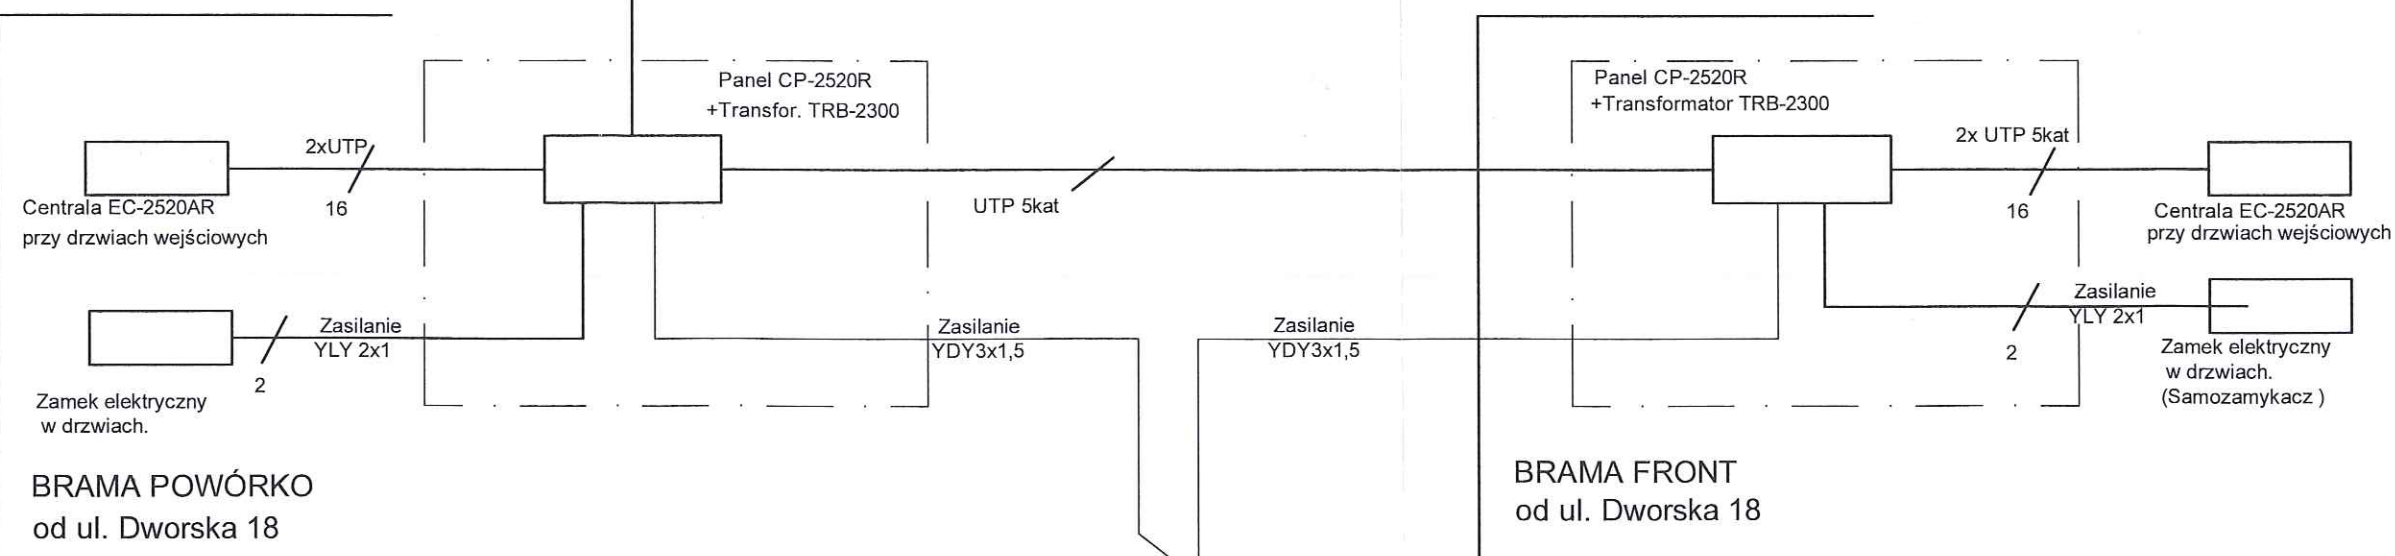 Panel CP-2520R
+Transfor. TRB-2300
2xUTP
16
Centrala EC-2520AR
przy drzwiach wejściowych
UTP 5kat
Zasilanie
YLY 2x1
2
Zamek elektryczny
w drzwiach.
Zasilanie
YDY3x1,5
BRAMA POWÓRKO
od ul. Dworska 18
Panel CP-2520R
+Transformator TRB-2300
2x UTP 5kat
16
Centrala EC-2520AR
przy drzwiach wejściowych
Zasilanie
YDY3x1,5
Zasilanie
YLY 2x1
2
Zamek elektryczny
w drzwiach.
(Samozamykacz )
BRAMA FRONT
od ul. Dworska 18